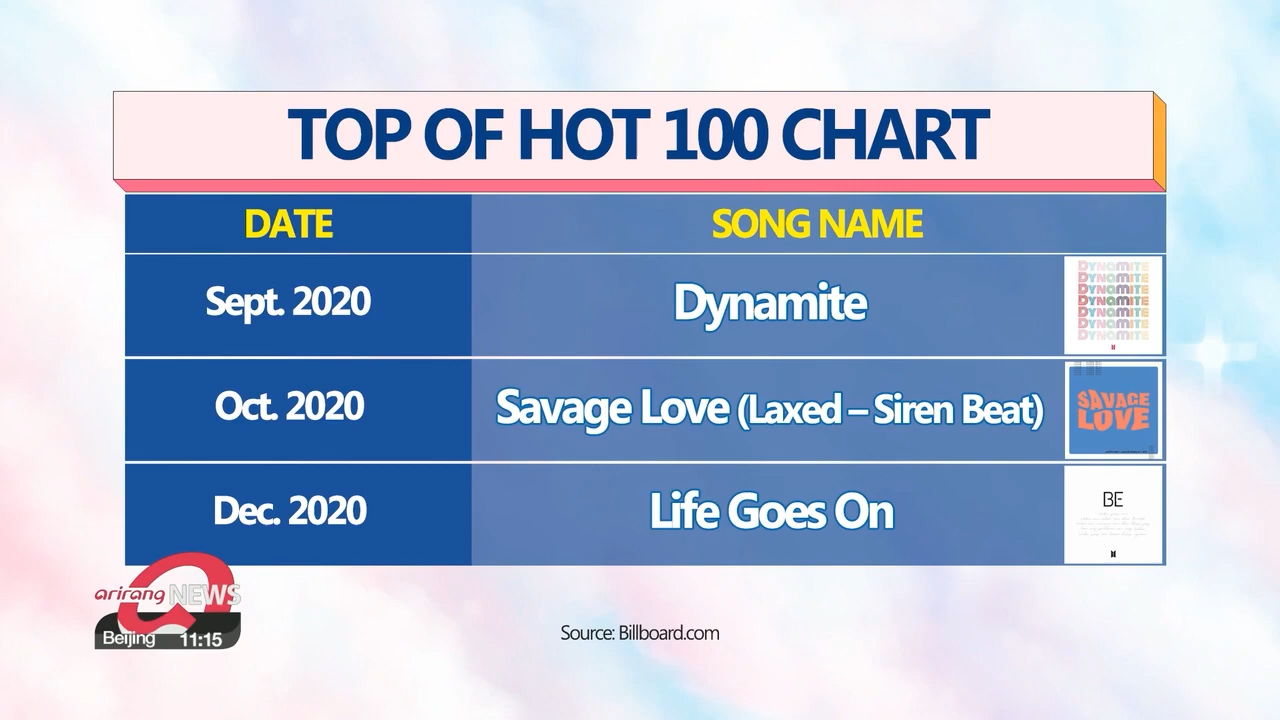 TOP OF HOT 100 CHART
DATE SONG NAME
Sept. 2020 Dynamite
DYNAMITE
DYNAMITE
DYNAMITE
DYNAMITE
DYNAMITE
DYNAMITE
DYNAMITE
Oct. 2020 Savage Love (Laxed – Siren Beat)
SAVAGE
LOVE
Dec. 2020 Life Goes On
BE
arirang NEWS
Beijing 11:15
Source: Billboard.com